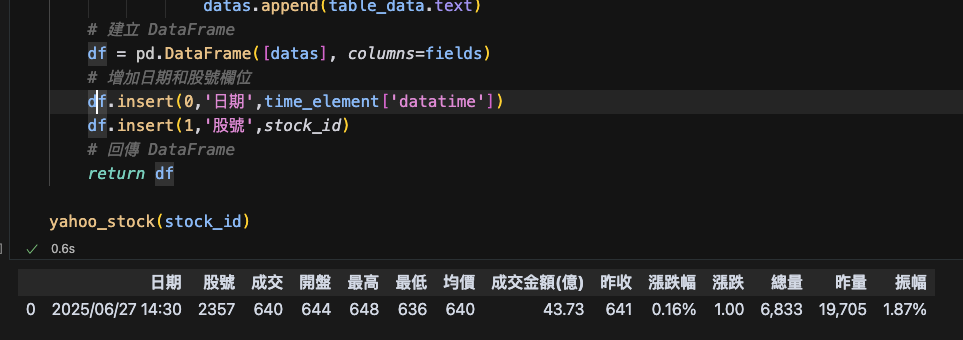 datas.append(table_data.text)
# 建立 DataFrame
df = pd.DataFrame([datas], columns=fields)
# 增加日期和股號欄位
df.insert(0,'日期',time_element['datatime'])
df.insert(1,'股號',stock_id)
# 回傳 DataFrame
return df
yahoo_stock(stock_id)
0.6s
日期 股號 成交 開盤 最高 最低 均價 成交金額(億) 昨收 漲跌幅 漲跌 總量 昨量 振幅
0 2025/06/27 14:30 2357 640 644 648 636 640 43.73 641 0.16% 1.00 6,833 19,705 1.87%